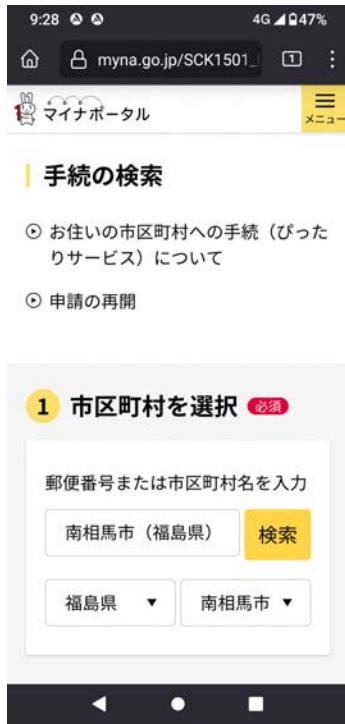 9:28 4G 47%
myna.go.jp/SCK1501_ 1
マイナポータル
メニュー
手続の検索
お住いの市区町村への手続（ぴった
りサービス）について
申請の再開
1 市区町村を選択 必須
郵便番号または市区町村名を入力
南相馬市（福島県） 検索
福島県 ▼ 南相馬市 ▼